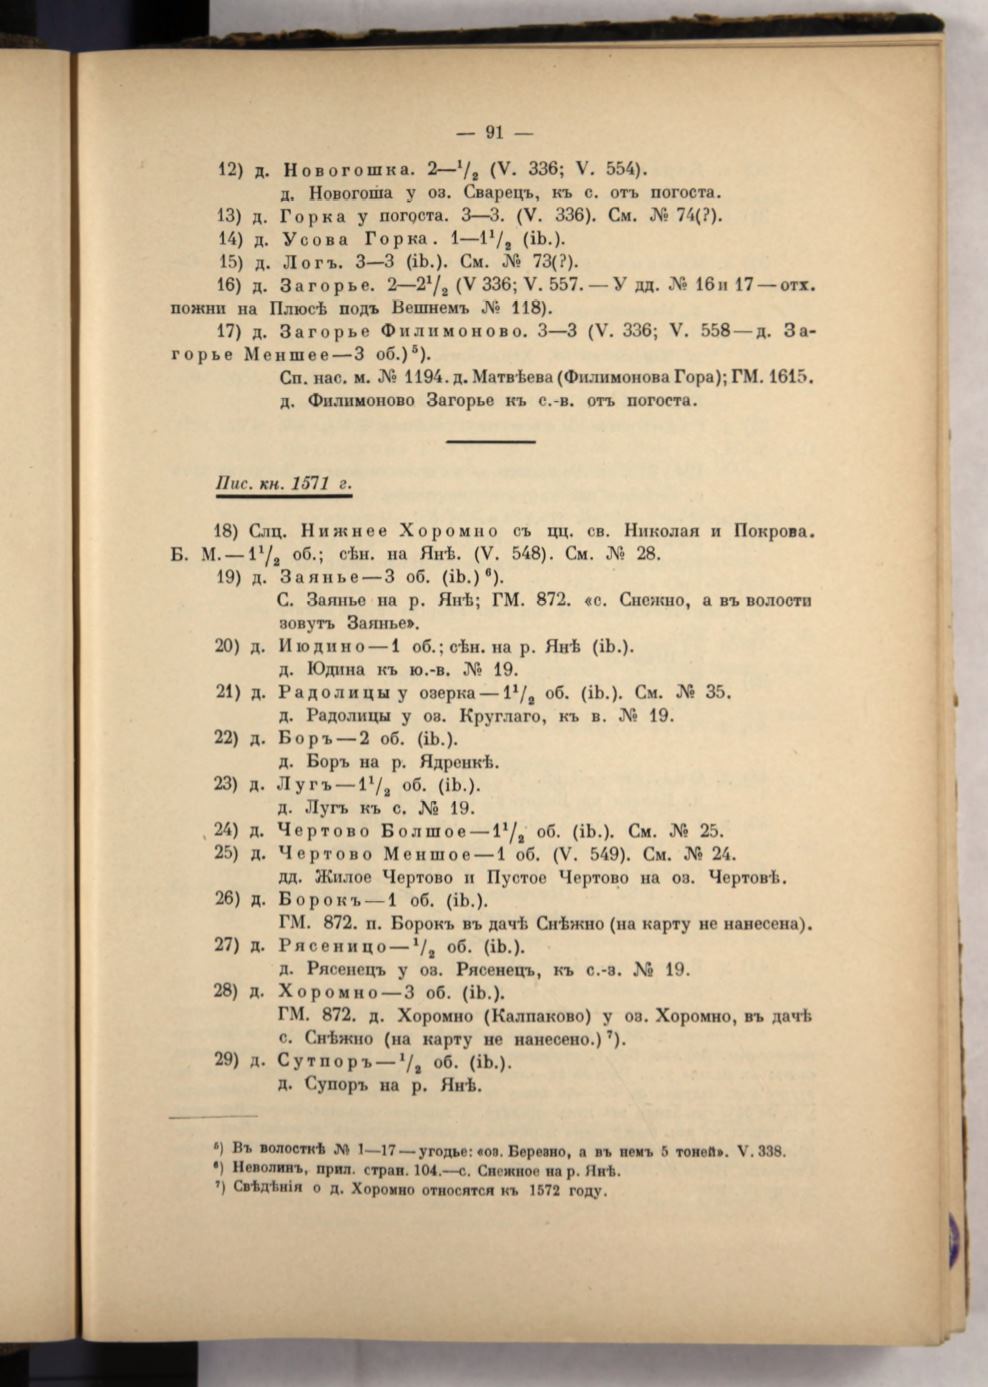 — 91 —
12) д. Новогошка. 2—¹/₂ (V. 336; V. 554).
д. Новогоша у оз. Сварецъ, къ с. отъ погоста.
13) д. Горка у погоста. 3—3. (V. 336). См. № 74(?).
14) д. Усова Горка. 1—1¹/₂ (ib.).
15) д. Логъ. 3—3 (ib.). См. № 73(?).
16) д. Загорье. 2—2¹/₂ (V 336; V. 557. — У дд. № 16 и 17 — отх.
пожни на Плюсѣ подъ Вешнемъ № 118).
17) д. Загорье Филимоново. 3—3 (V. 336; V. 558 — д. За-
горье Меншее — 3 об.) ⁵).
Сп. нас. м. № 1194. д. Матвѣева (Филимонова Гора); ГМ. 1615.
д. Филимоново Загорье къ с.-в. отъ погоста.
Пис. кн. 1571 г.
18) Слц. Нижнее Хоромно съ цц. св. Николая и Покрова.
Б. М. — 1¹/₂ об.; сѣн. на Янѣ. (V. 548). См. № 28.
19) д. Заянье — 3 об. (ib.) ⁶).
С. Заянье на р. Янѣ; ГМ. 872. «с. Снежно, а въ волости
зовутъ Заянье».
20) д. Июдино — 1 об.; сѣн. на р. Янѣ (ib.).
д. Юдина къ ю.-в. № 19.
21) д. Радолицы у озерка — 1¹/₂ об. (ib.). См. № 35.
д. Радолицы у оз. Круглаго, къ в. № 19.
22) д. Боръ — 2 об. (ib.).
д. Боръ на р. Ядренкѣ.
23) д. Лугъ — 1¹/₂ об. (ib.).
д. Лугъ къ с. № 19.
24) д. Чертово Болшое — 1¹/₂ об. (ib.). См. № 25.
25) д. Чертово Меншое — 1 об. (V. 549). См. № 24.
дд. Жилое Чертово и Пустое Чертово на оз. Чертовѣ.
26) д. Борокъ — 1 об. (ib.).
ГМ. 872. п. Борокъ въ дачѣ Снѣжно (на карту не нанесена).
27) д. Рясеницо — ¹/₂ об. (ib.).
д. Рясенецъ у оз. Рясенецъ, къ с.-з. № 19.
28) д. Хоромно — 3 об. (ib.).
ГМ. 872. д. Хоромно (Калпаково) у оз. Хоромно, въ дачѣ
с. Снѣжно (на карту не нанесено.) ⁷).
29) д. Сутпоръ — ¹/₂ об. (ib.).
д. Супоръ на р. Янѣ.
⁵) Въ волосткѣ № 1—17 — угодье: «оз. Березно, а въ немъ 5 тоней». V. 338.
⁶) Неволинъ, прил. стран. 104.—с. Снежное на р. Янѣ.
⁷) Свѣдѣнія о д. Хоромно относятся къ 1572 году.